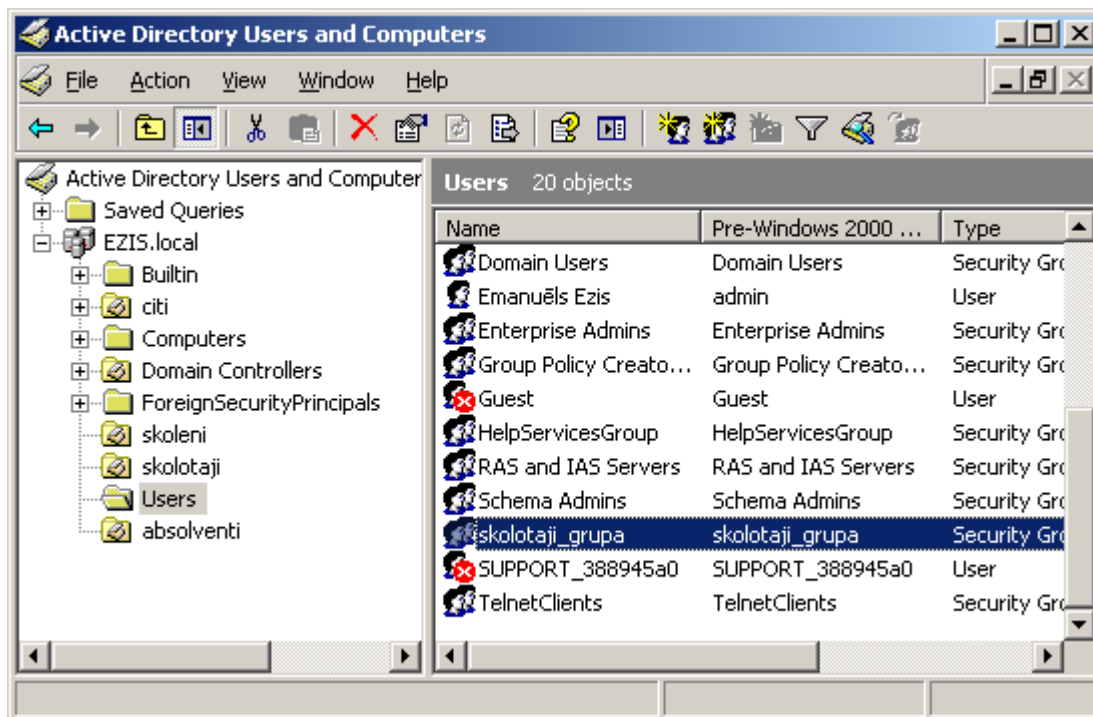 Active Directory Users and Computers
File Action View Window Help
Active Directory Users and Computer
Saved Queries
EZIS.local
Builtin
citi
Computers
Domain Controllers
ForeignSecurityPrincipals
skoleni
skolotaji
Users
absolventi
Users 20 objects
Name Pre-Windows 2000 ... Type
Domain Users Domain Users Security Gro
Emanuēls Ezis admin User
Enterprise Admins Enterprise Admins Security Gro
Group Policy Creato... Group Policy Creato... Security Gro
Guest Guest User
HelpServicesGroup HelpServicesGroup Security Gro
RAS and IAS Servers RAS and IAS Servers Security Gro
Schema Admins Schema Admins Security Gro
skolotaji_grupa skolotaji_grupa Security Gro
SUPPORT_388945a0 SUPPORT_388945a0 User
TelnetClients TelnetClients Security Gro